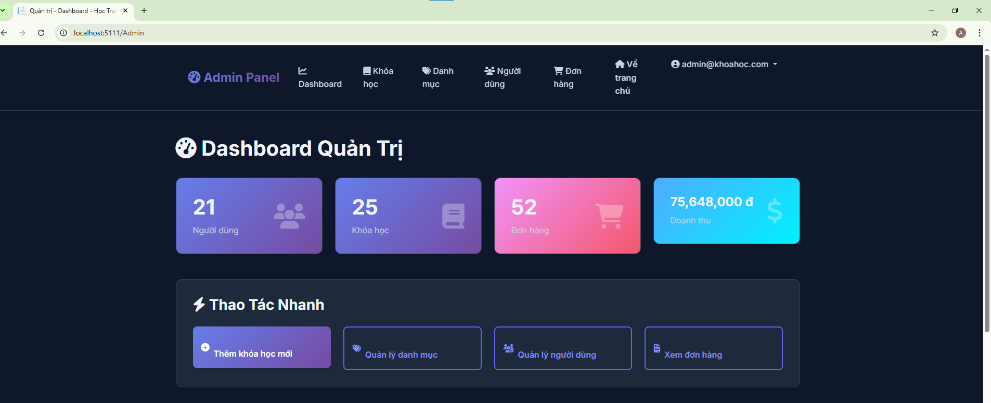 Quản trị - Dashboard - Học Trự
localhost:5111/Admin
A
Admin Panel
Dashboard
Khóa
học
Danh
mục
Người
dùng
Đơn
hàng
Về
trang
chủ
admin@khoahoc.com
Dashboard Quản Trị
21
Người dùng
25
Khóa học
52
Đơn hàng
75,648,000 đ
Doanh thu
$
Thao Tác Nhanh
Thêm khóa học mới
Quản lý danh mục
Quản lý người dùng
Xem đơn hàng